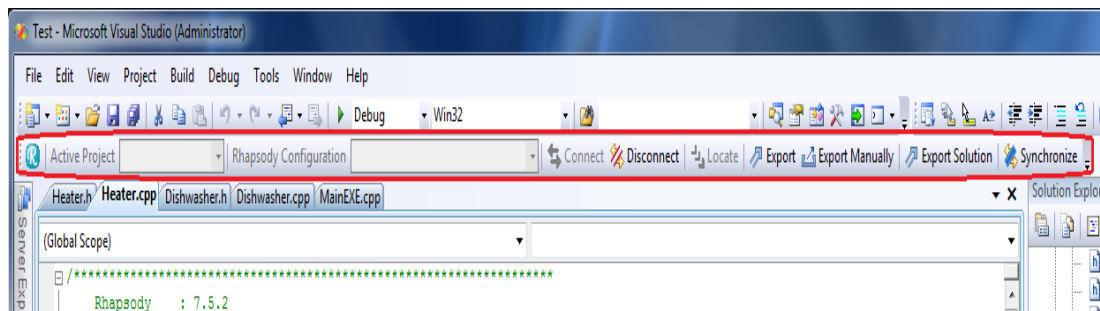 Test - Microsoft Visual Studio (Administrator)
File Edit View Project Build Debug Tools Window Help
Debug Win32
R Active Project Rhapsody Configuration Connect Disconnect Locate Export Export Manually Export Solution Synchronize
Heater.h Heater.cpp Dishwasher.h Dishwasher.cpp MainEXE.cpp X Solution
Server
(Global Scope)
/********************************************************************
Rhapsody : 7.5.2